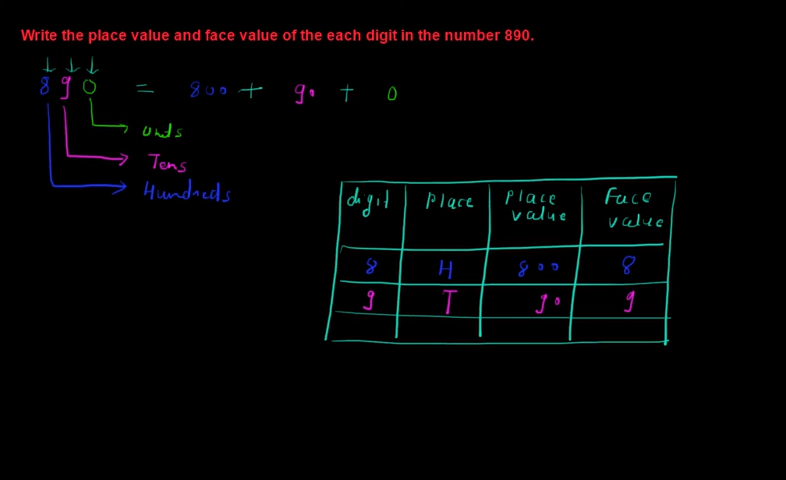 Write the place value and face value of the each digit in the number 890.
890 = 800 + 90 + 0
units
Tens
Hundreds
digit Place Place value Face value
8 H 800 8
9 T 90 9